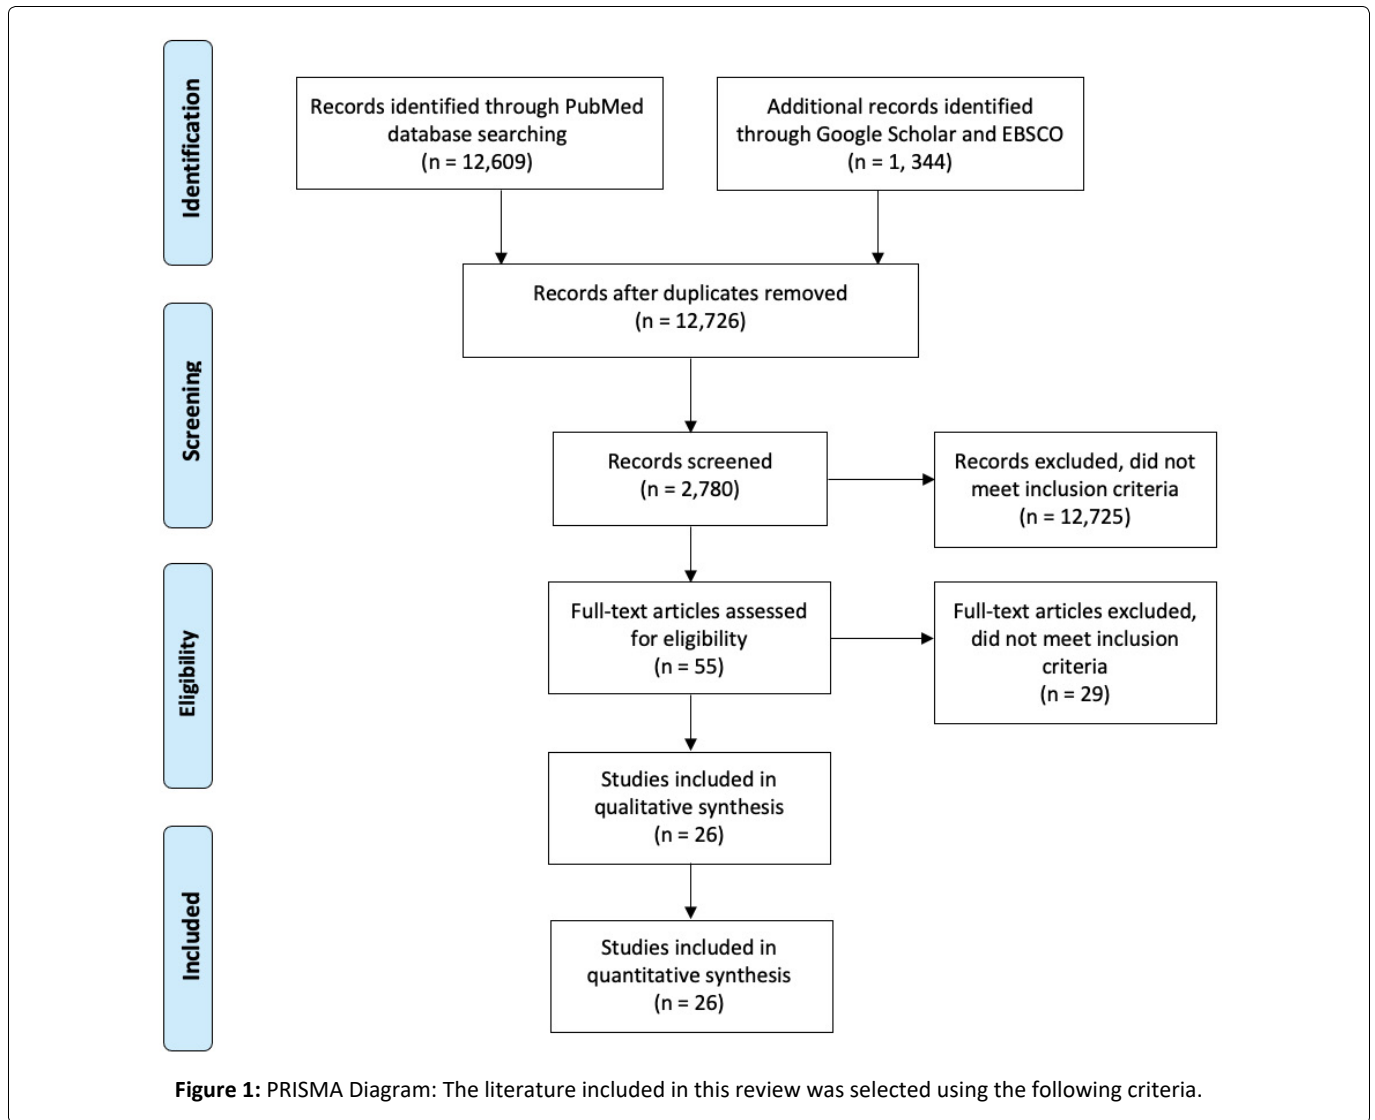 Identification
Records identified through PubMed
database searching
(n = 12,609)
Additional records identified
through Google Scholar and EBSCO
(n = 1, 344)
Records after duplicates removed
(n = 12,726)
Screening
Records screened
(n = 2,780)
Records excluded, did not
meet inclusion criteria
(n = 12,725)
Eligibility
Full-text articles assessed
for eligibility
(n = 55)
Full-text articles excluded,
did not meet inclusion
criteria
(n = 29)
Studies included in
qualitative synthesis
(n = 26)
Included
Studies included in
quantitative synthesis
(n = 26)
Figure 1: PRISMA Diagram: The literature included in this review was selected using the following criteria.